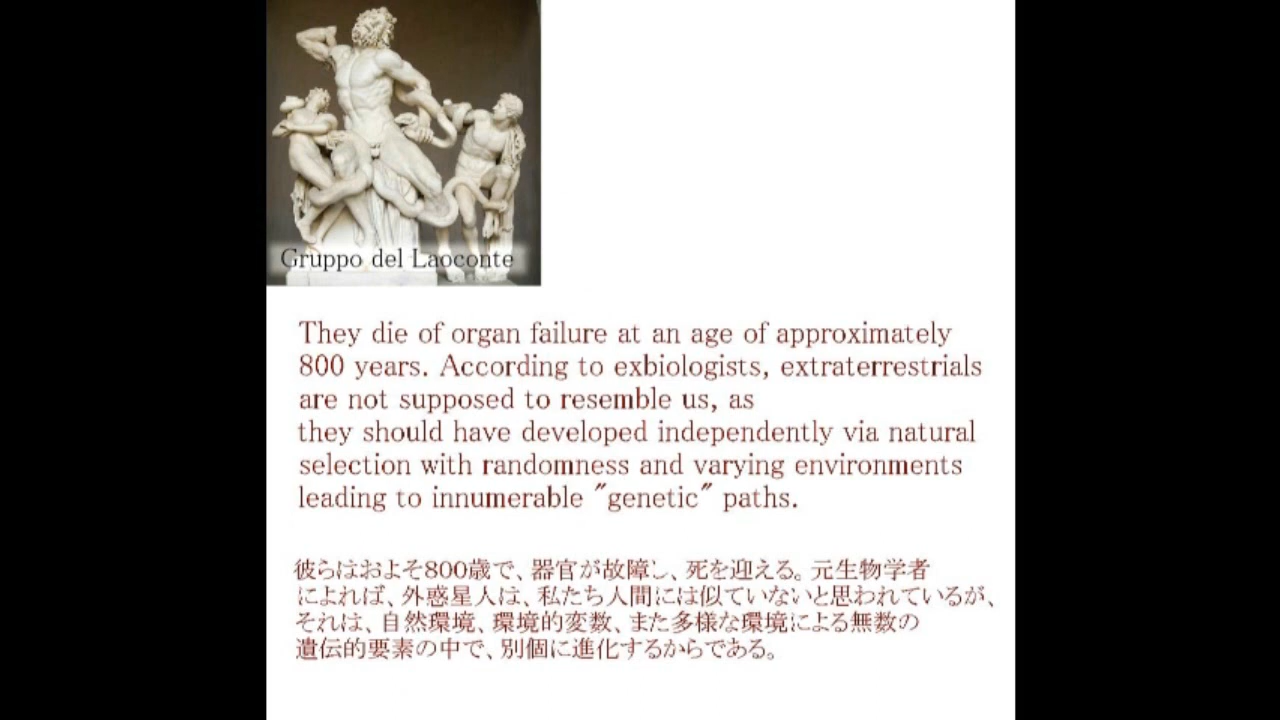 Gruppo del Laoconte
They die of organ failure at an age of approximately
800 years. According to exbiologists, extraterrestrials
are not supposed to resemble us, as
they should have developed independently via natural
selection with randomness and varying environments
leading to innumerable "genetic" paths.
彼らはおよそ800歳で、器官が故障し、死を迎える。元生物学者
によれば、外惑星人は、私たち人間には似ていないと思われているが、
それは、自然環境、環境的変数、また多様な環境による無数の
遺伝的要素の中で、別個に進化するからである。